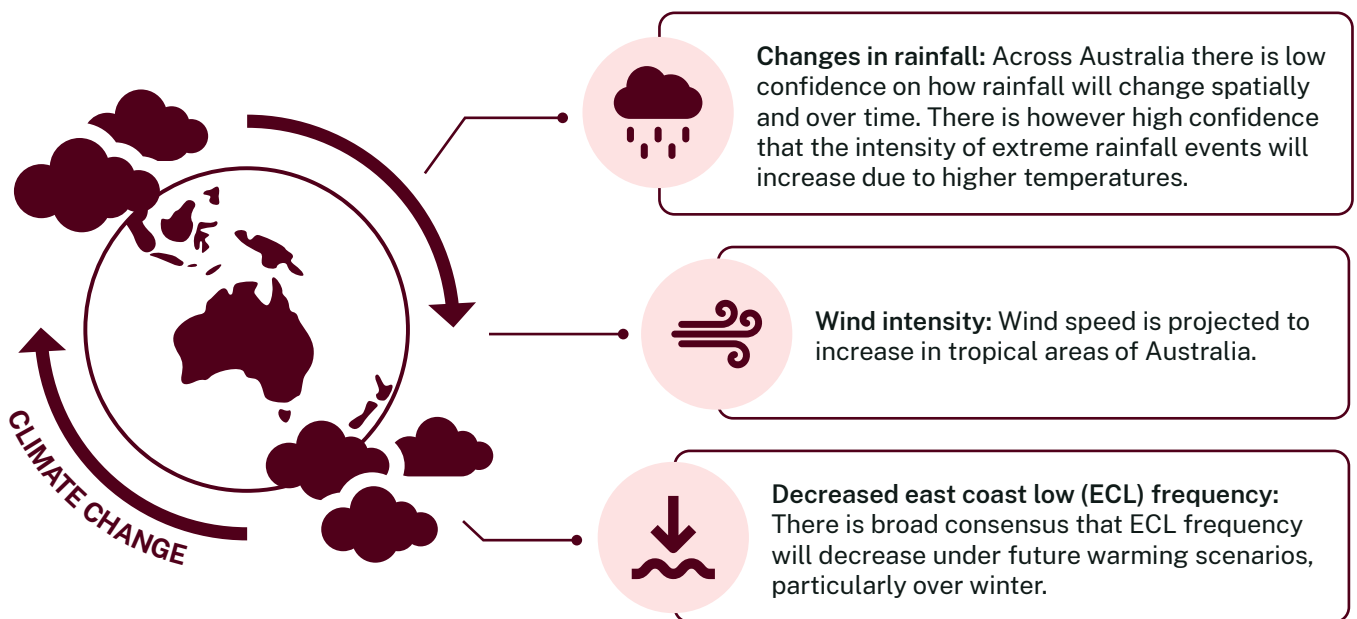 Changes in rainfall: Across Australia there is low
confidence on how rainfall will change spatially
and over time. There is however high confidence
that the intensity of extreme rainfall events will
increase due to higher temperatures.
Wind intensity: Wind speed is projected to
increase in tropical areas of Australia.
Decreased east coast low (ECL) frequency:
There is broad consensus that ECL frequency
will decrease under future warming scenarios,
particularly over winter.
CLIMATE CHANGE